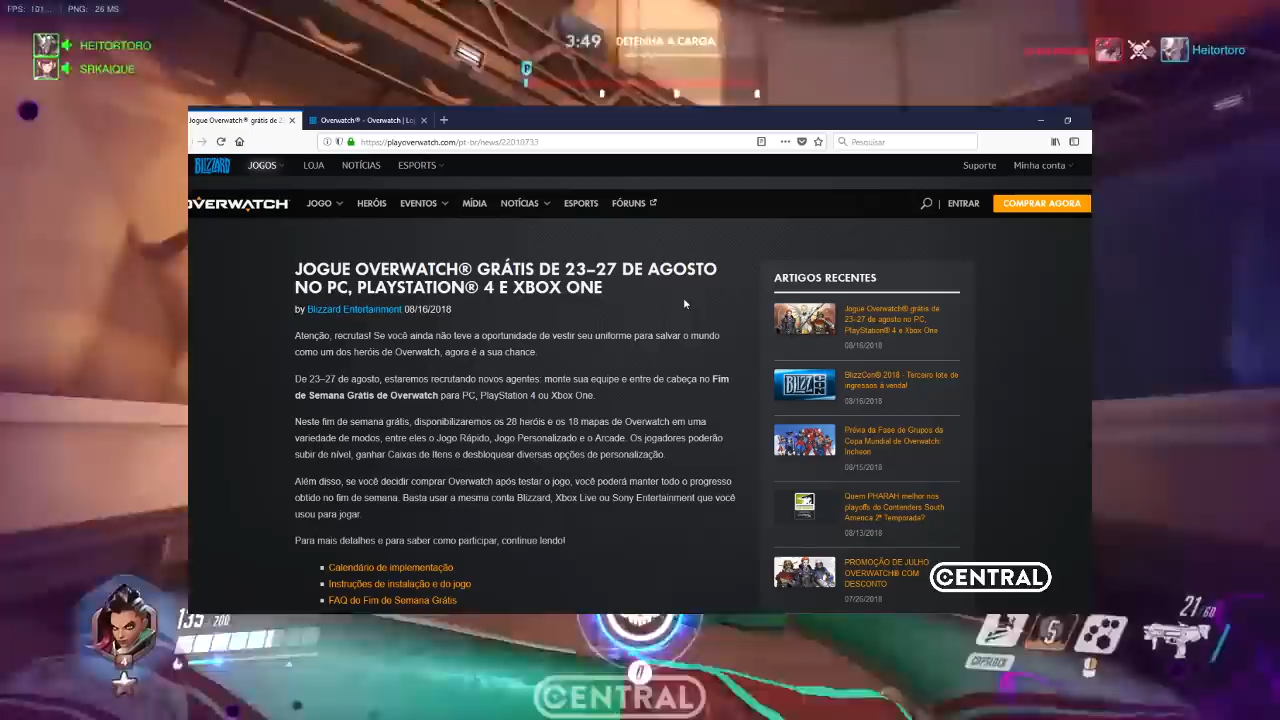 FPS: 101...
PNG: 26 MS
HEITORTORO
SRKAIQUE
3:49
DETENHA A CARGA
P
Heitortoro
Jogue Overwatch® grátis de 2
Overwatch® - Overwatch | Lo
https://playoverwatch.com/pt-br/news/22010733
Pesquisar
BLIZZARD
JOGOS
LOJA
NOTÍCIAS
ESPORTS
Suporte
Minha conta
OVERWATCH
JOGO
HERÓIS
EVENTOS
MÍDIA
NOTÍCIAS
ESPORTS
FÓRUNS
ENTRAR
COMPRAR AGORA
JOGUE OVERWATCH® GRÁTIS DE 23–27 DE AGOSTO
NO PC, PLAYSTATION® 4 E XBOX ONE
by Blizzard Entertainment 08/16/2018
Atenção, recrutas! Se você ainda não teve a oportunidade de vestir seu uniforme para salvar o mundo
como um dos heróis de Overwatch, agora é a sua chance.
De 23–27 de agosto, estaremos recrutando novos agentes: monte sua equipe e entre de cabeça no Fim
de Semana Grátis de Overwatch para PC, PlayStation 4 ou Xbox One.
Neste fim de semana grátis, disponibilizaremos os 28 heróis e os 18 mapas de Overwatch em uma
variedade de modos, entre eles o Jogo Rápido, Jogo Personalizado e o Arcade. Os jogadores poderão
subir de nível, ganhar Caixas de Itens e desbloquear diversas opções de personalização.
Além disso, se você decidir comprar Overwatch após testar o jogo, você poderá manter todo o progresso
obtido no fim de semana. Basta usar a mesma conta Blizzard, Xbox Live ou Sony Entertainment que você
usou para jogar.
Para mais detalhes e para saber como participar, continue lendo!
Calendário de implementação
Instruções de instalação e do jogo
FAQ do Fim de Semana Grátis
ARTIGOS RECENTES
Jogue Overwatch® grátis de
23–27 de agosto no PC,
PlayStation® 4 e Xbox One
08/16/2018
BlizzCon® 2018 - Terceiro lote de
ingressos à venda!
08/16/2018
Prévia da Fase de Grupos da
Copa Mundial de Overwatch:
Incheon
08/15/2018
Quem PHARAH melhor nos
playoffs do Contenders South
America 2ª Temporada?
08/13/2018
PROMOÇÃO DE JULHO
OVERWATCH® COM
DESCONTO
07/26/2018
CENTRAL
135/200
4
0
CENTRAL
CAPSLOCK
5
21/60